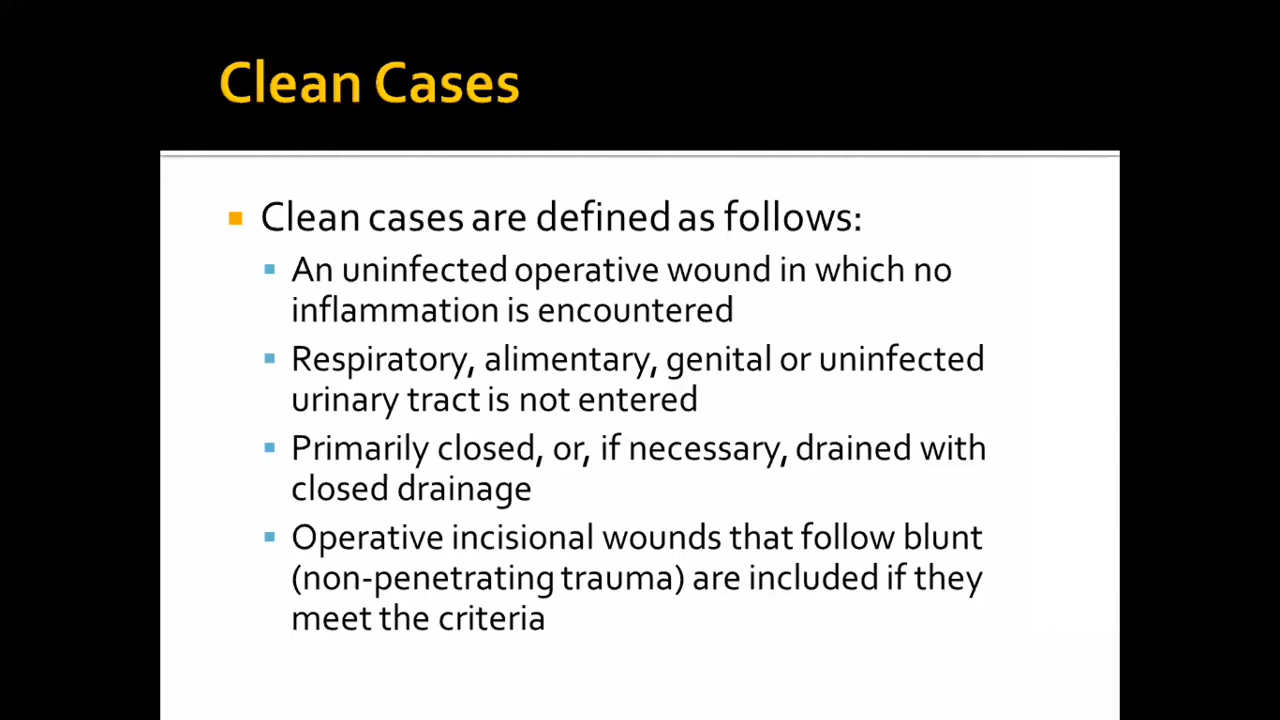 Clean Cases
Clean cases are defined as follows:
An uninfected operative wound in which no
inflammation is encountered
Respiratory, alimentary, genital or uninfected
urinary tract is not entered
Primarily closed, or, if necessary, drained with
closed drainage
Operative incisional wounds that follow blunt
(non-penetrating trauma) are included if they
meet the criteria